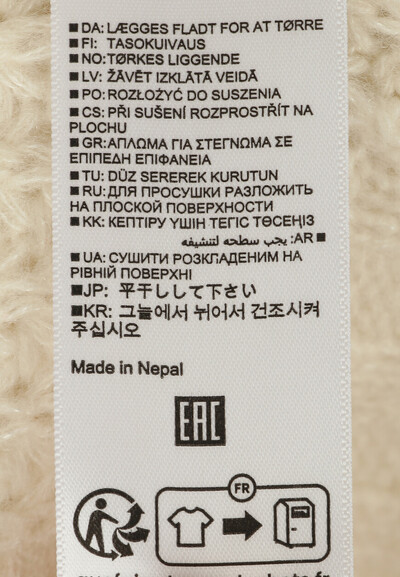 ■ DA: LÆGGES FLADT FOR AT TØRRE
■ FI: TASOKUIVAUS
■ NO:TØRKES LIGGENDE
■ LV: ŽĀVĒT IZKLĀTĀ VEIDĀ
■ PO:ROZŁOŻYĆ DO SUSZENIA
■ CS:PŘI SUŠENÍ ROZPROSTŘÍT NA
PLOCHU
■ GR:ΑΠΛΩΜΑ ΓΙΑ ΣΤΕΓΝΩΜΑ ΣΕ
ΕΠΙΠΕΔΗ ΕΠΙΦΑΝΕΙΑ
■ TU: DÜZ SEREREK KURUTUN
■ RU:ДЛЯ ПРОСУШКИ РАЗЛОЖИТЬ
НА ПЛОСКОЙ ПОВЕРХНОСТИ
■ KK: КЕПТІРУ ҮШІН ТЕГІС ТӨСЕҢІЗ
■ AR: يجب سطحه لتنشيفه
■ UA: СУШИТИ РОЗКЛАДЕНИМ НА
РІВНІЙ ПОВЕРХНІ
■JP: 平干しして下さい
■KR: 그늘에서 뉘어서 건조시켜
주십시오
Made in Nepal
EAC
FR